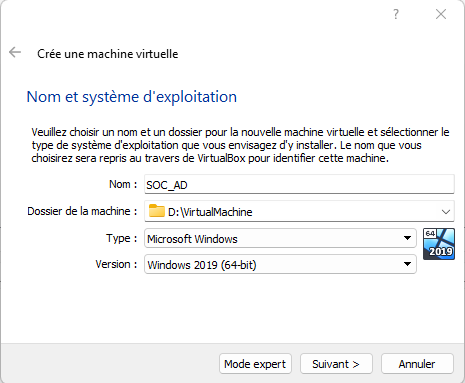 ?
Crée une machine virtuelle
Nom et système d'exploitation
Veuillez choisir un nom et un dossier pour la nouvelle machine virtuelle et sélectionner le
type de système d'exploitation que vous envisagez d'y installer. Le nom que vous
choisirez sera repris au travers de VirtualBox pour identifier cette machine.
Nom : SOC_AD
Dossier de la machine : D:\VirtualMachine
Type : Microsoft Windows
64
2019
Version : Windows 2019 (64-bit)
Mode expert Suivant > Annuler